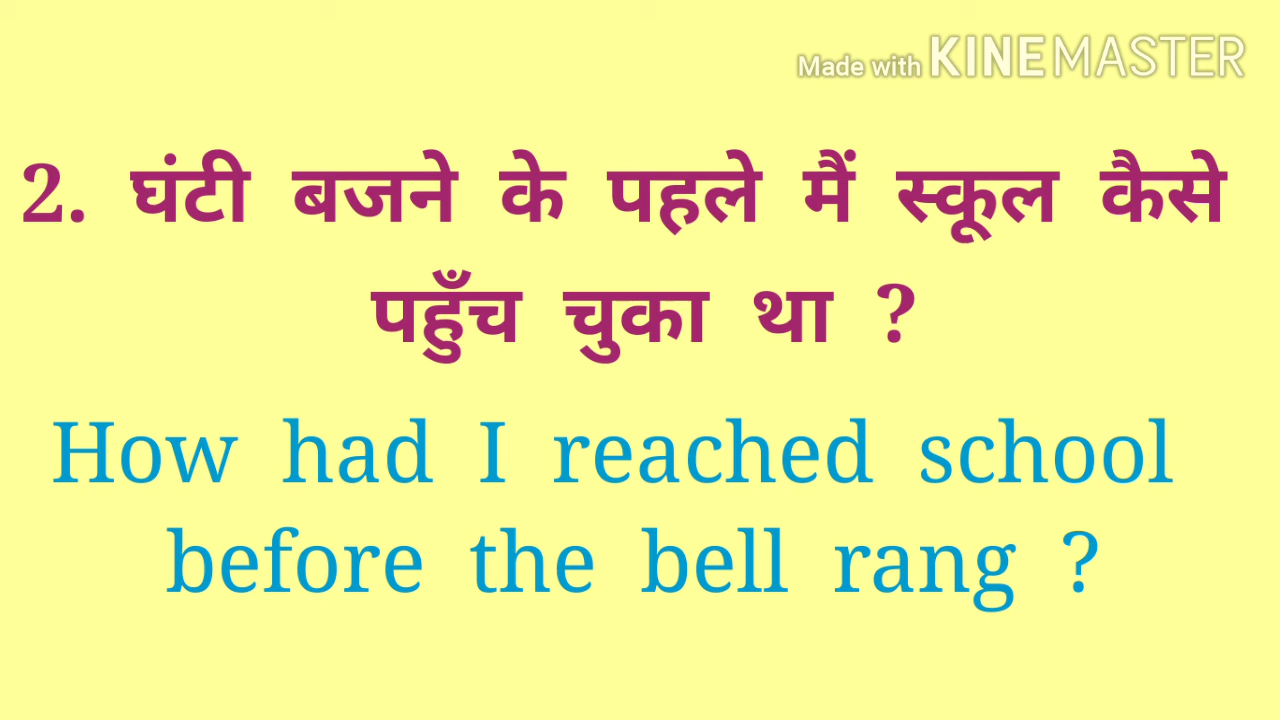 Made with KINEMASTER
2. घंटी बजने के पहले मैं स्कूल कैसे
पहुँच चुका था ?
How had I reached school
before the bell rang ?